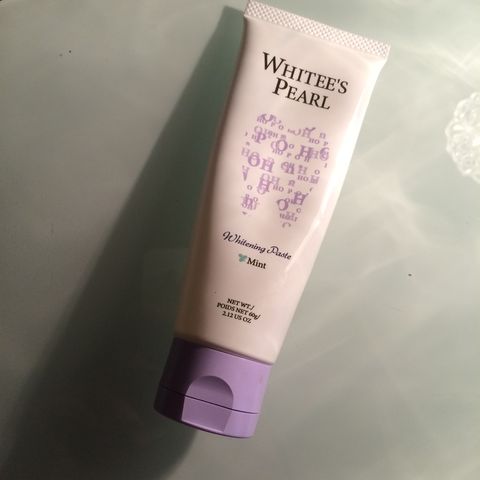 WHITEE'S
PEARL
Whitening Paste
Mint
NET WT./
POIDS NET 60g/
2.12 US OZ